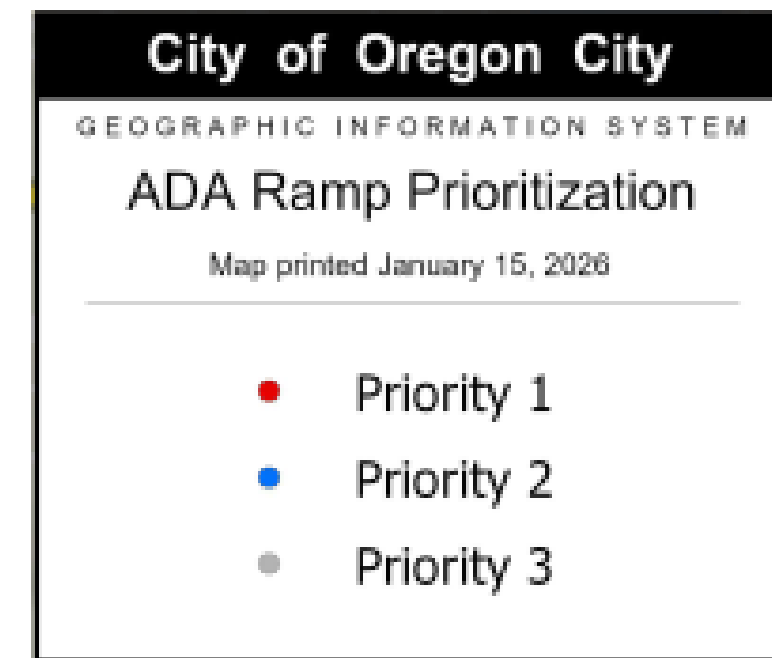 City of Oregon City
GEOGRAPHIC INFORMATION SYSTEM
ADA Ramp Prioritization
Map printed January 15, 2026
Priority 1
Priority 2
Priority 3